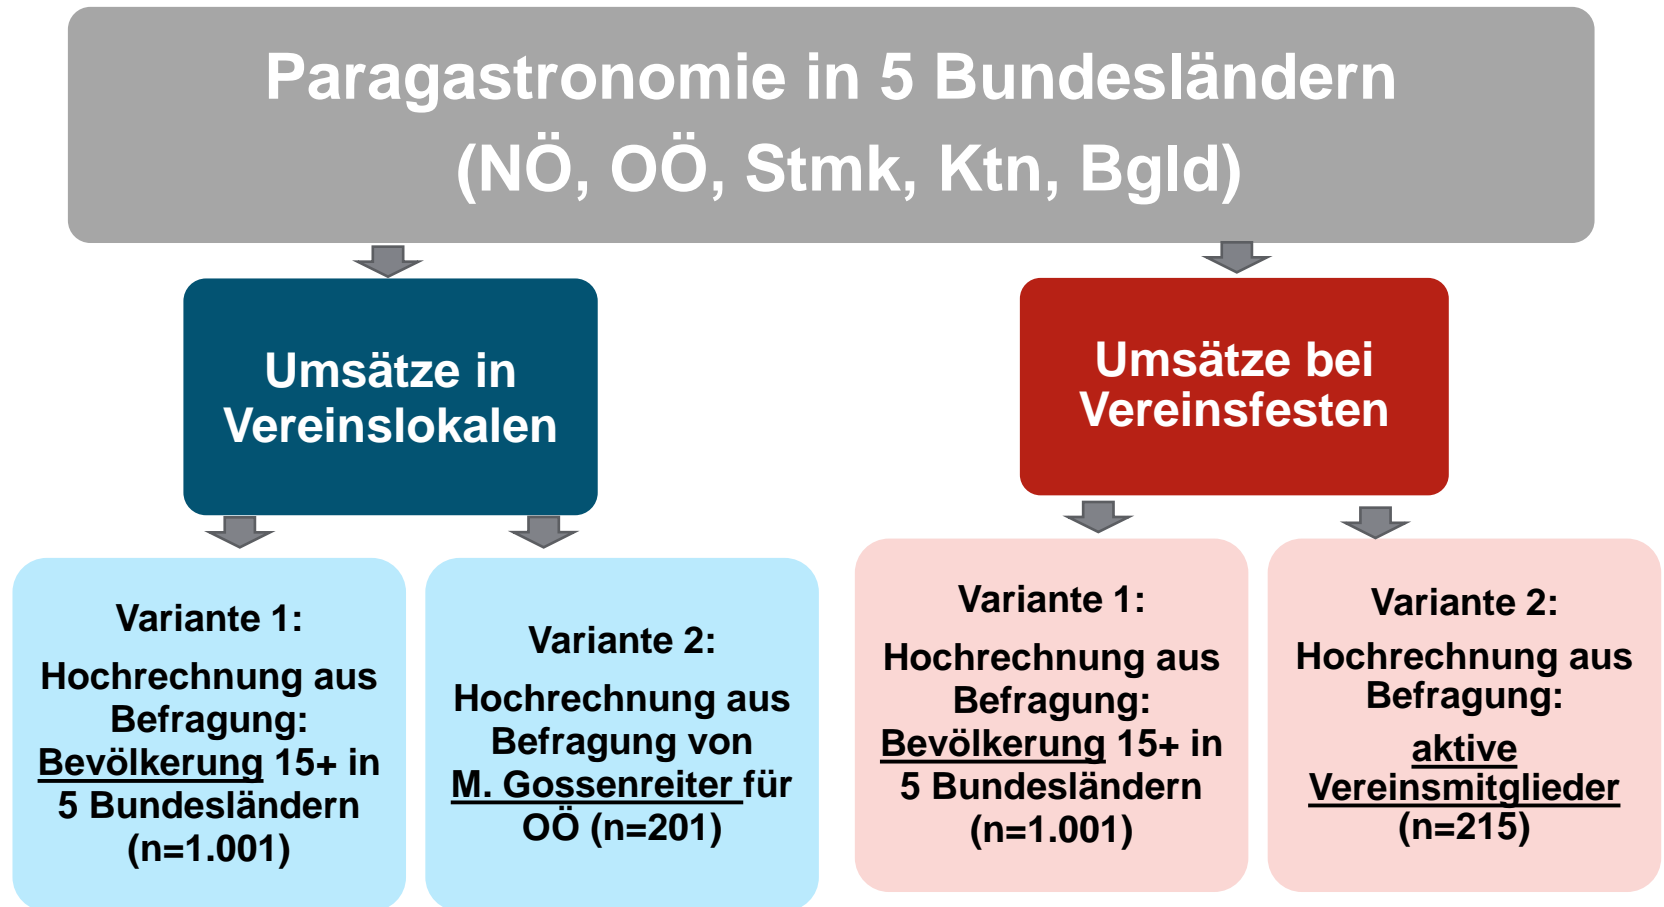 Paragastronomie in 5 Bundesländern
(NÖ, OÖ, Stmk, Ktn, Bgld)
Umsätze in
Vereinslokalen
Umsätze bei
Vereinsfesten
Variante 1:
Hochrechnung aus
Befragung:
Bevölkerung 15+ in
5 Bundesländern
(n=1.001)
Variante 2:
Hochrechnung aus
Befragung von
M. Gossenreiter für
OÖ (n=201)
Variante 1:
Hochrechnung aus
Befragung:
Bevölkerung 15+ in
5 Bundesländern
(n=1.001)
Variante 2:
Hochrechnung aus
Befragung:
aktive
Vereinsmitglieder
(n=215)